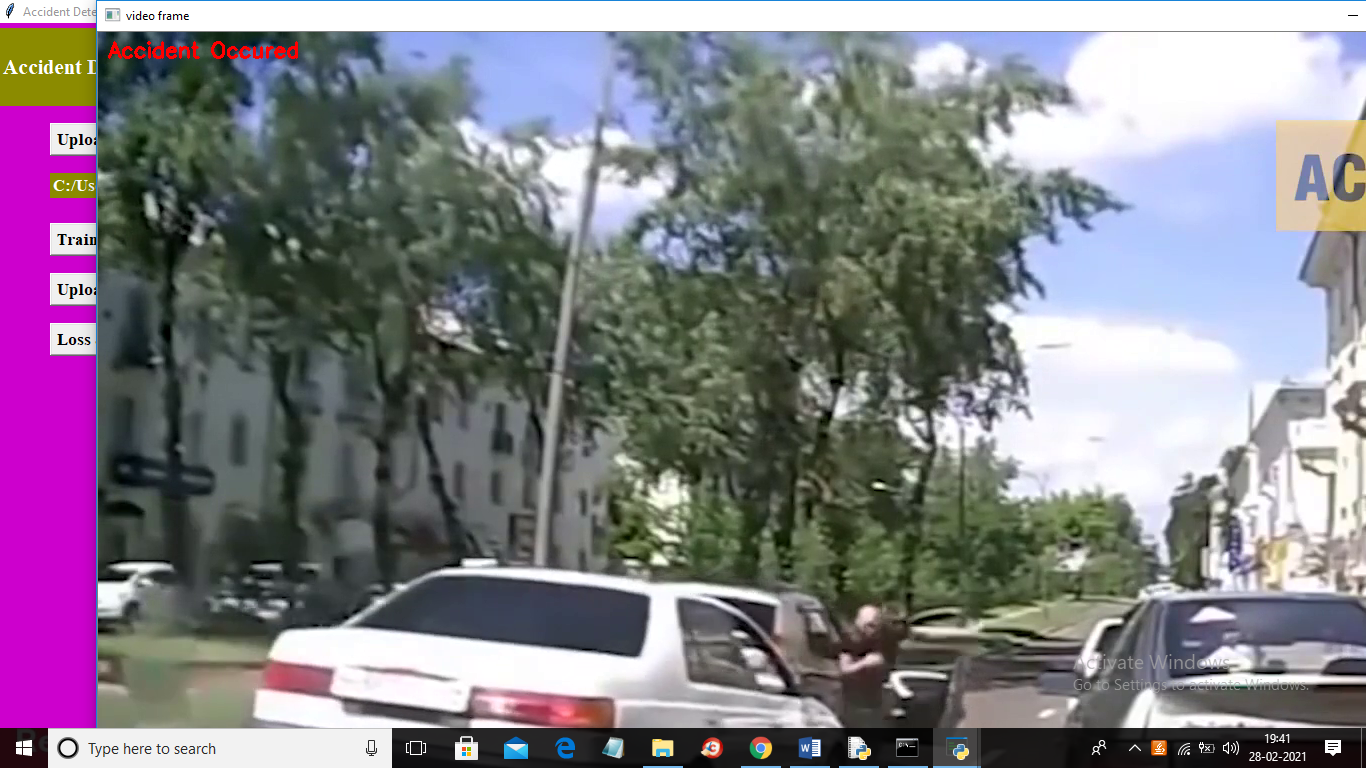 Accident Dete
video frame
Accident Occured
Accident D
AC
Uploa
C:/Us
Train
Uploa
Loss
Activate Windows
Go to Settings to activate Windows.
Type here to search
19:41
28-02-2021